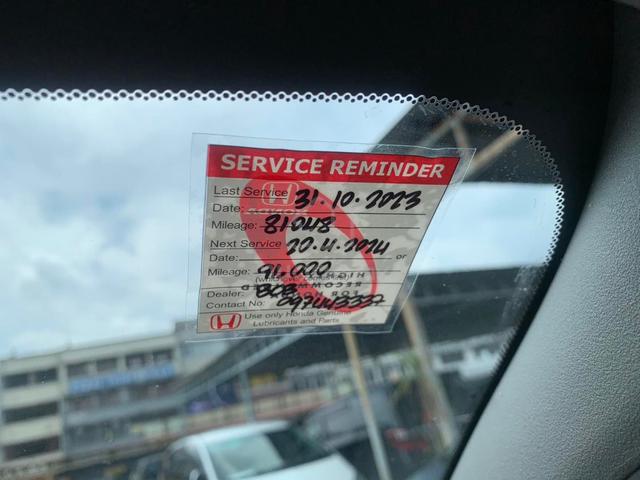 SERVICE REMINDER
Last Service
Date: 31.10.2023
Mileage: 81048
Next Service
Date: 20.4.2024 or
Mileage: 91,000
Dealer: BOB
Contact No:
Use only Honda Genuine
Lubricants and Parts